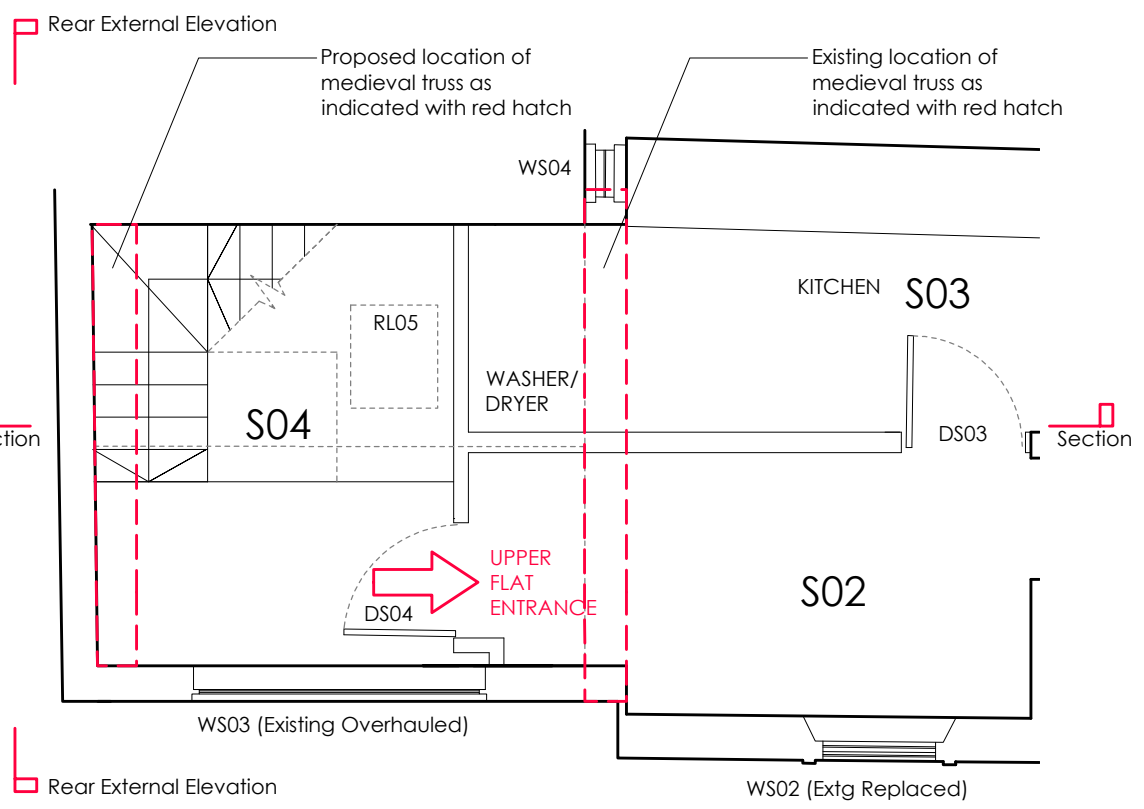 Rear External Elevation
Proposed location of
medieval truss as
indicated with red hatch
Existing location of
medieval truss as
indicated with red hatch
WS04
KITCHEN S03
RL05
WASHER/
DRYER
S04
DS03
ction
Section
UPPER
FLAT
ENTRANCE
S02
DS04
WS03 (Existing Overhauled)
Rear External Elevation
WS02 (Extg Replaced)